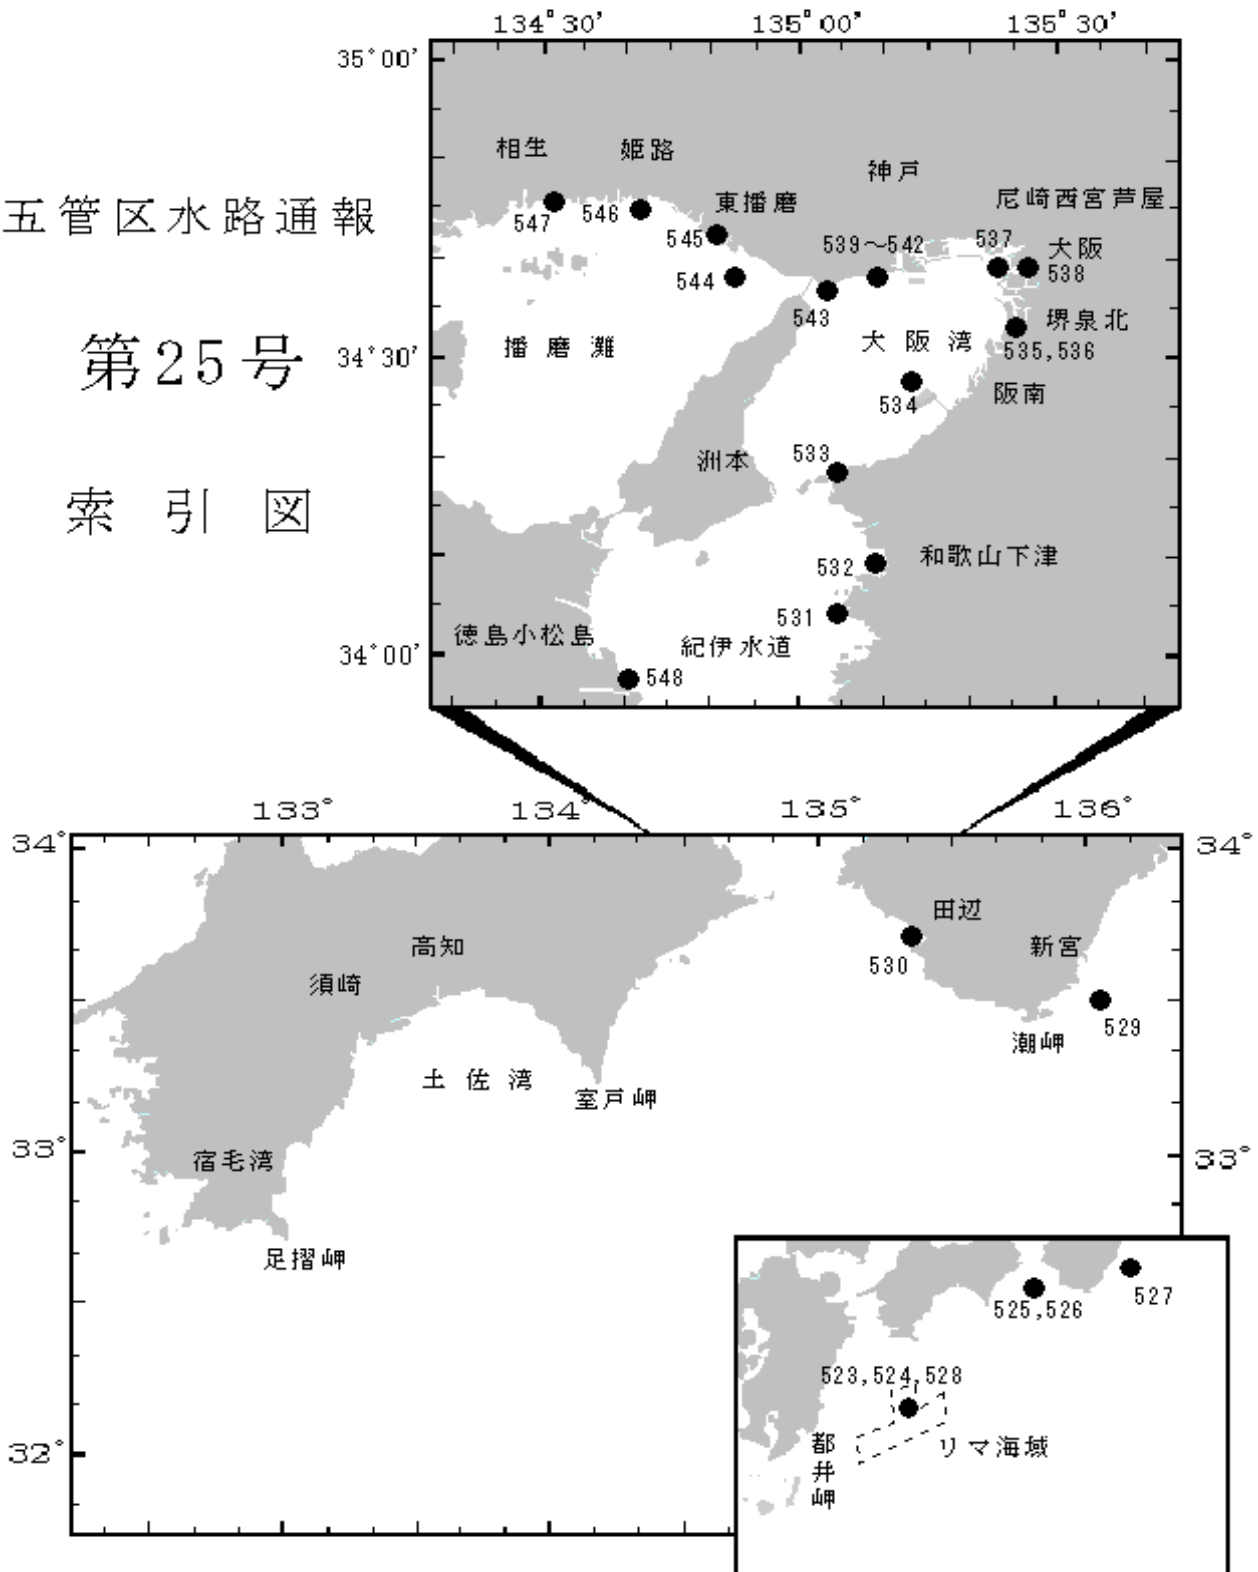 五管区水路通報
第25号
索引図
134°30′ 135°00′ 135°30′
35°00′
34°30′
34°00′
相生 姫路 神戸
東播磨 尼崎西宮芦屋
547 546 545 539～542 537 大阪
544 538
543 堺泉北
播磨灘 大阪湾 535,536
534 阪南
洲本 533
532 和歌山下津
531
徳島小松島 紀伊水道
548
133° 134° 135° 136°
34° 34°
田辺
高知 530 新宮
須崎
529
潮岬
土佐湾
室戸岬
33° 33°
宿毛湾
足摺岬
32°
527
525,526
523,524,528
都井岬 リマ海域